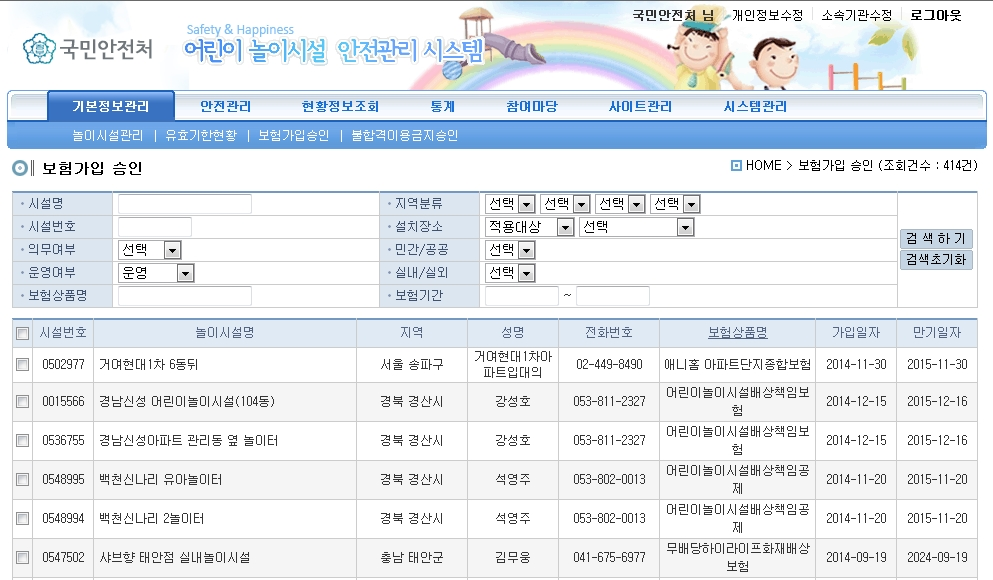 국민안전처 님 개인정보수정 소속기관수정 로그아웃
Safety & Happiness
국민안전처 어린이 놀이시설 안전관리 시스템
기본정보관리 안전관리 현황정보조회 통계 참여마당 사이트관리 시스템관리
놀이시설관리 | 유효기한현황 | 보험가입승인 | 불합격이용금지승인
보험가입 승인 HOME > 보험가입 승인 (조회건수 : 414건)
· 시설명 · 지역분류 선택 선택 선택 선택
· 시설번호 · 설치장소 적용대상 선택
· 의무여부 선택 · 민간/공공 선택 검색하기
· 운영여부 운영 · 실내/실외 선택 검색초기화
· 보험상품명 · 보험기간 ~
시설번호 놀이시설명 지역 성명 전화번호 보험상품명 가입일자 만기일자
0502977 거여현대1차 6동뒤 서울 송파구 거여현대1차아파트입대의 02-449-8490 애니홈 아파트단지종합보험 2014-11-30 2015-11-30
0015566 경남신성 어린이놀이시설(104동) 경북 경산시 강성호 053-811-2327 어린이놀이시설배상책임보험 2014-12-15 2015-12-16
0536755 경남신성아파트 관리동 옆 놀이터 경북 경산시 강성호 053-811-2327 어린이놀이시설배상책임보험 2014-12-15 2015-12-16
0548995 백천신나리 유아놀이터 경북 경산시 석영주 053-802-0013 어린이놀이시설배상책임공제 2014-11-20 2015-11-20
0548994 백천신나리 2놀이터 경북 경산시 석영주 053-802-0013 어린이놀이시설배상책임공제 2014-11-20 2015-11-20
0547502 샤브향 태안점 실내놀이시설 충남 태안군 김무웅 041-675-6977 무배당하이라이프화재배상보험 2014-09-19 2024-09-19